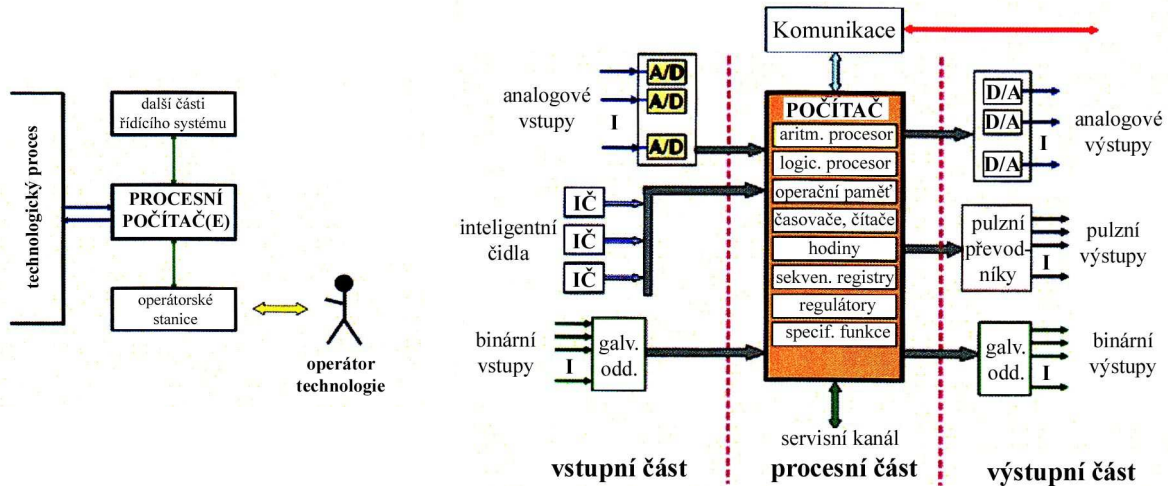 technologický proces
další části
řídícího systému
PROCESNÍ
POČÍTAČ(E)
operátorské
stanice
operátor
technologie
Komunikace
analogové
vstupy
I
A/D
A/D
A/D
inteligentní
čidla
IČ
IČ
IČ
binární
vstupy
I
galv.
odd.
POČÍTAČ
aritm. procesor
logic. procesor
operační paměť
časovače, čítače
hodiny
sekven. registry
regulátory
specif. funkce
servisní kanál
D/A
D/A
D/A
I
analogové
výstupy
pulzní
převod-
níky
I
pulzní
výstupy
galv.
odd.
I
binární
výstupy
vstupní část
procesní část
výstupní část